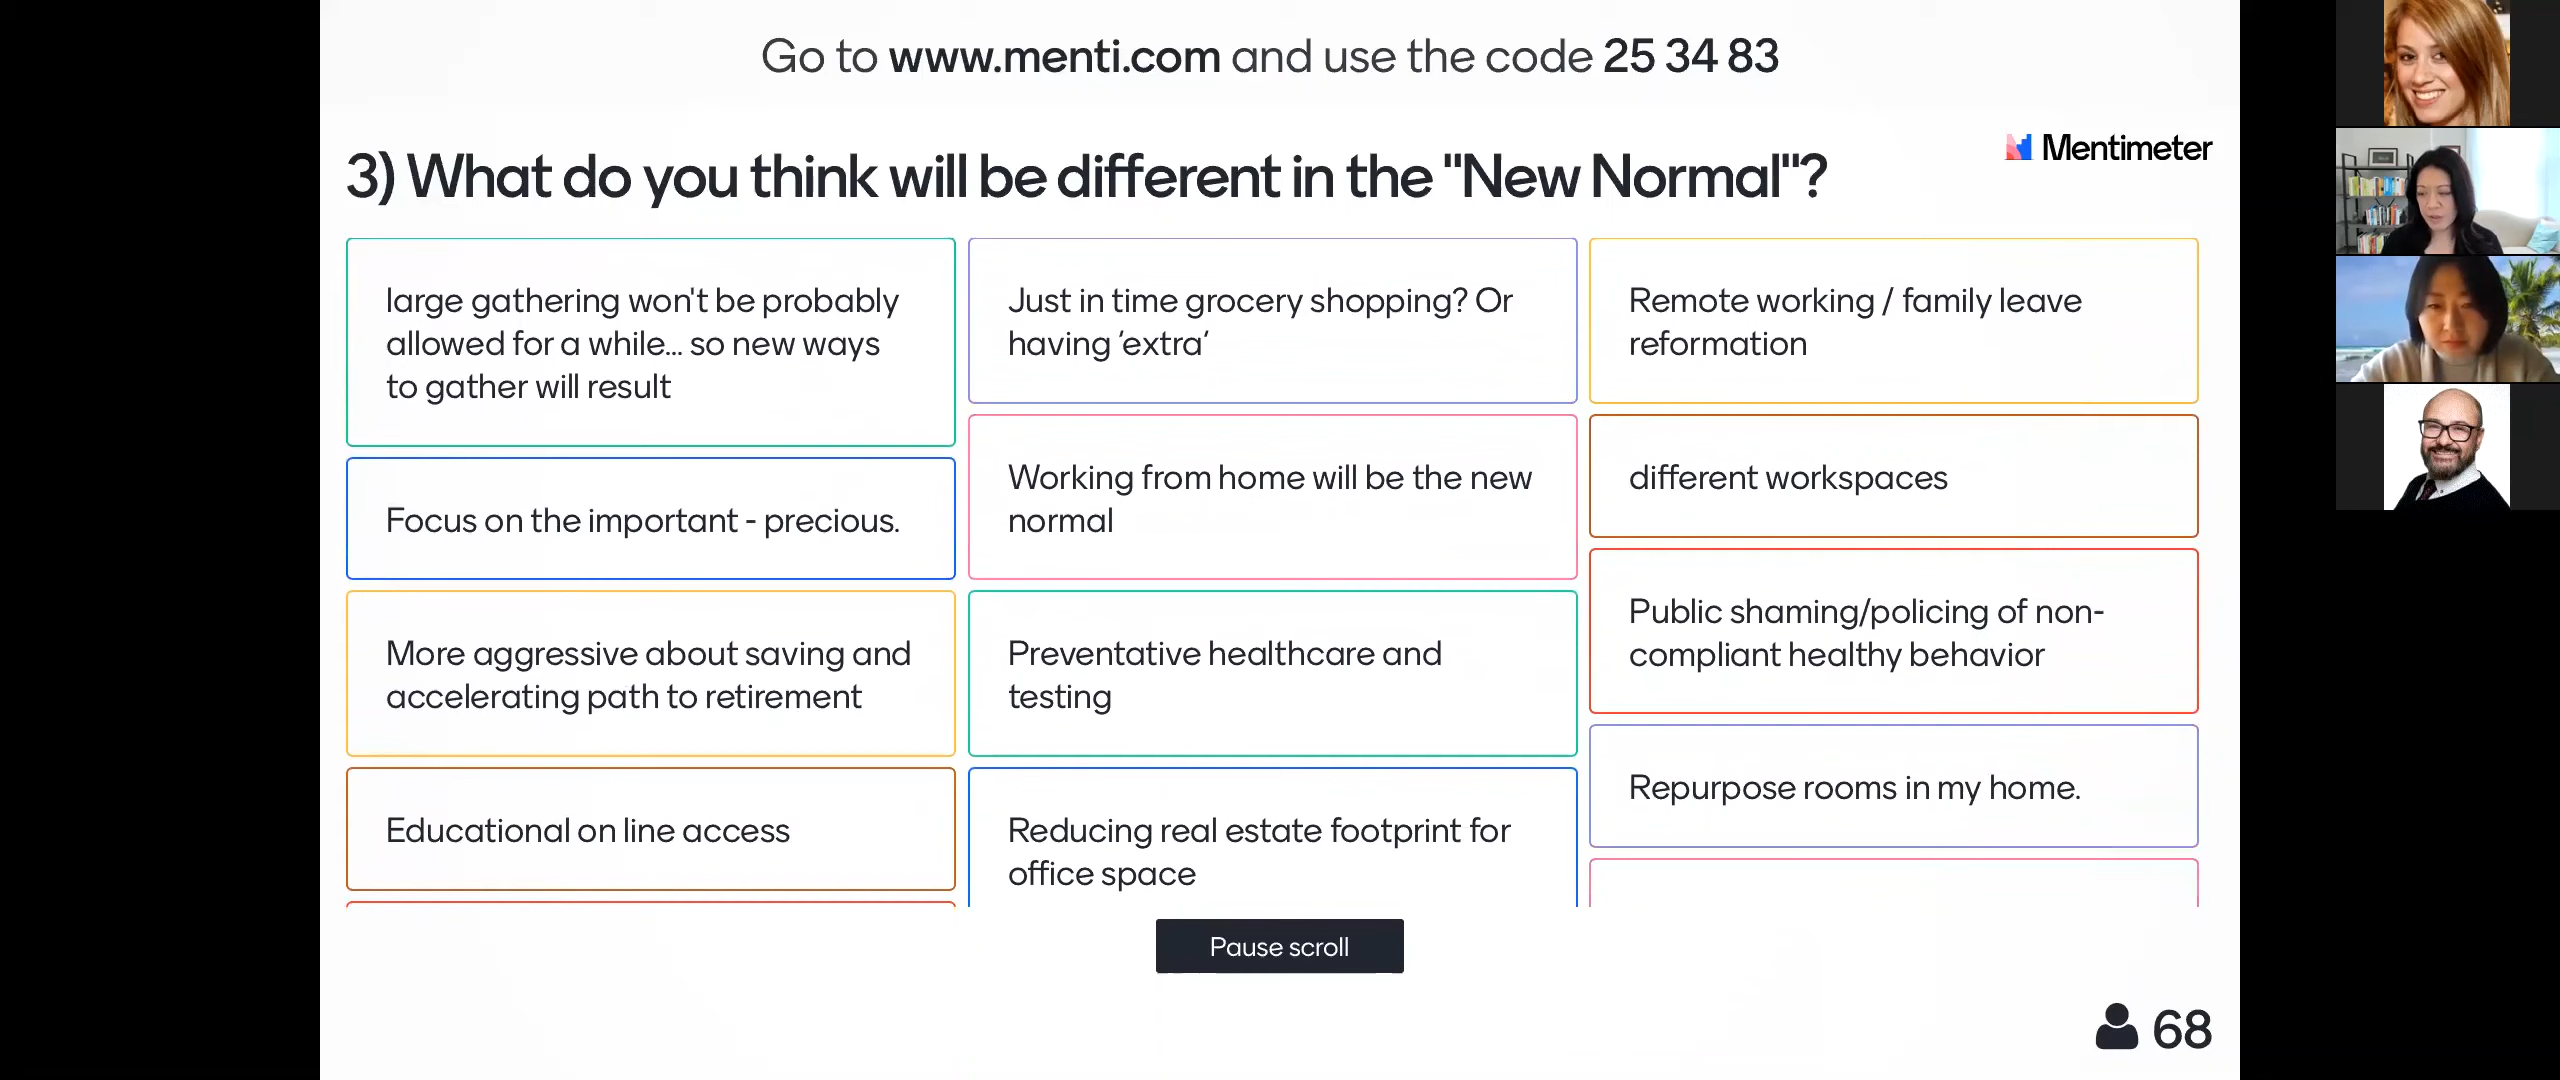 Go to www.menti.com and use the code 25 34 83
Mentimeter
3) What do you think will be different in the "New Normal"?
large gathering won't be probably
allowed for a while... so new ways
to gather will result
Focus on the important - precious.
More aggressive about saving and
accelerating path to retirement
Educational on line access
Just in time grocery shopping? Or
having ‘extra’
Working from home will be the new
normal
Preventative healthcare and
testing
Reducing real estate footprint for
office space
Remote working / family leave
reformation
different workspaces
Public shaming/policing of non-
compliant healthy behavior
Repurpose rooms in my home.
Pause scroll
68